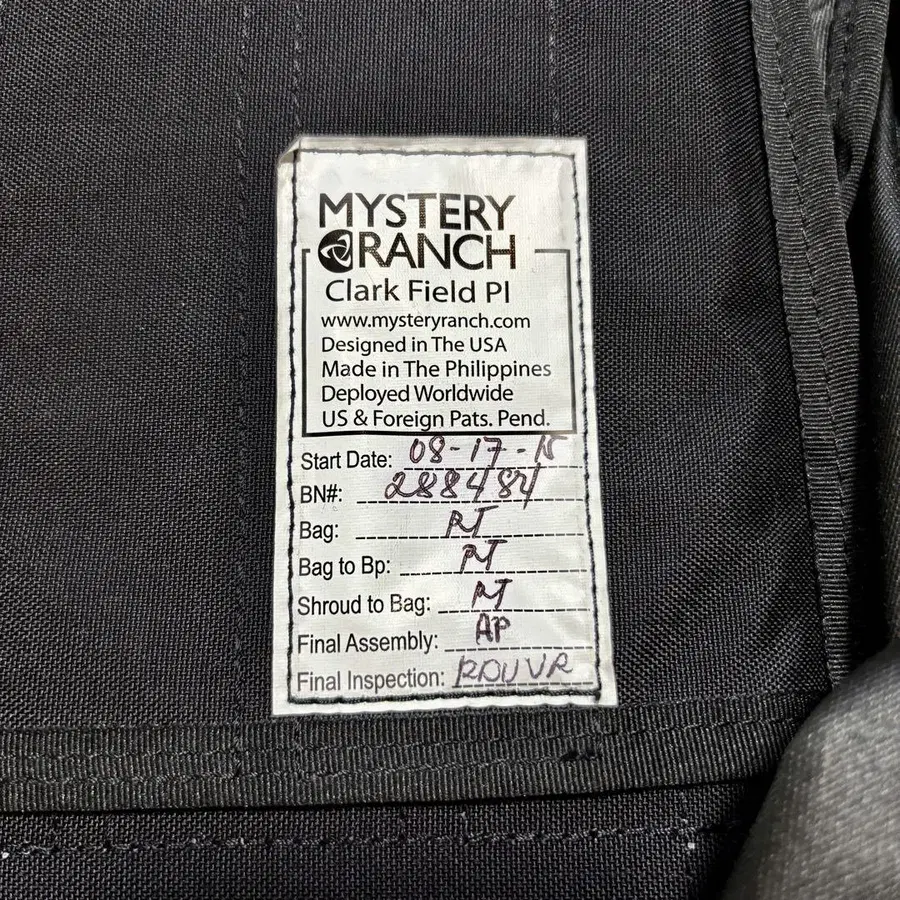 MYSTERY
RANCH
Clark Field PI
www.mysteryranch.com
Designed in The USA
Made in The Philippines
Deployed Worldwide
US & Foreign Pats. Pend.
Start Date: 08-17-15
BN#: 288484
Bag: RT
Bag to Bp: RT
Shroud to Bag: RT
Final Assembly: AP
Final Inspection: